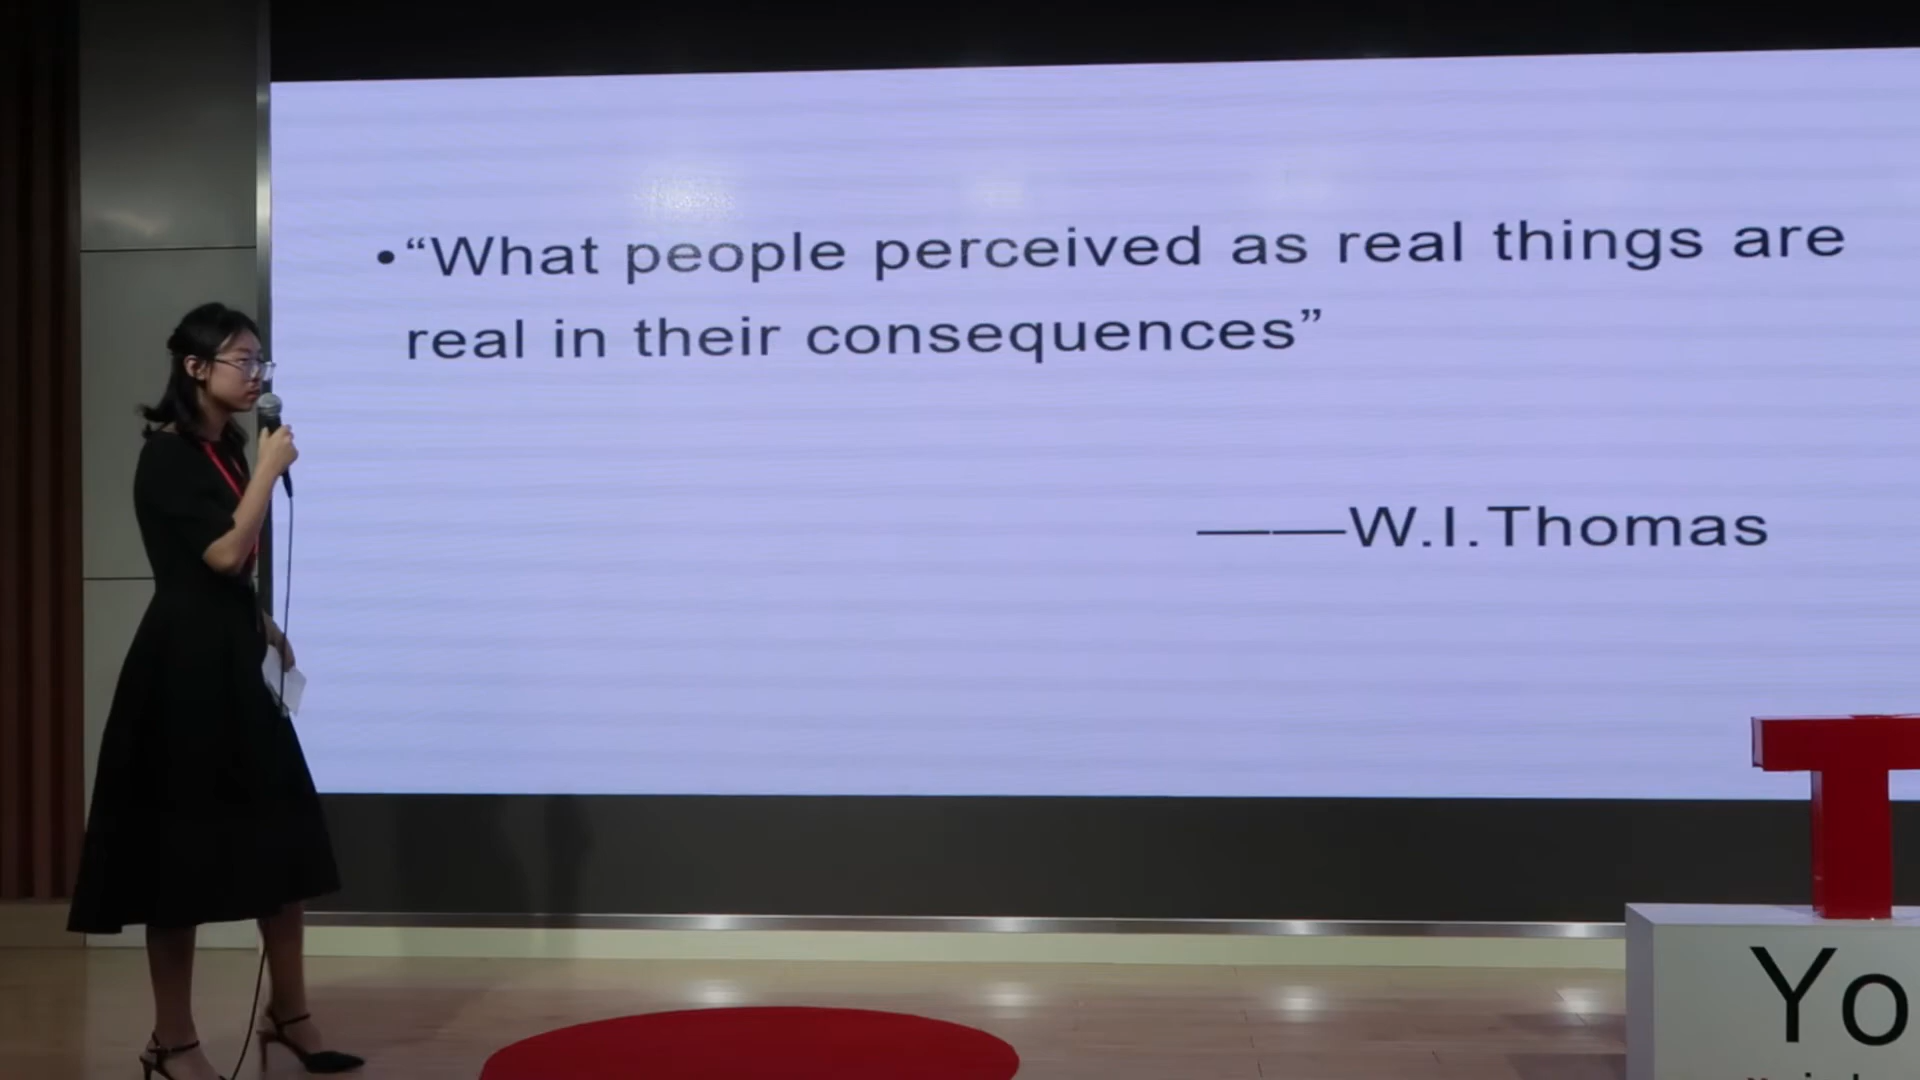 •“What people perceived as real things are
real in their consequences”
——W.I.Thomas
T
Yo